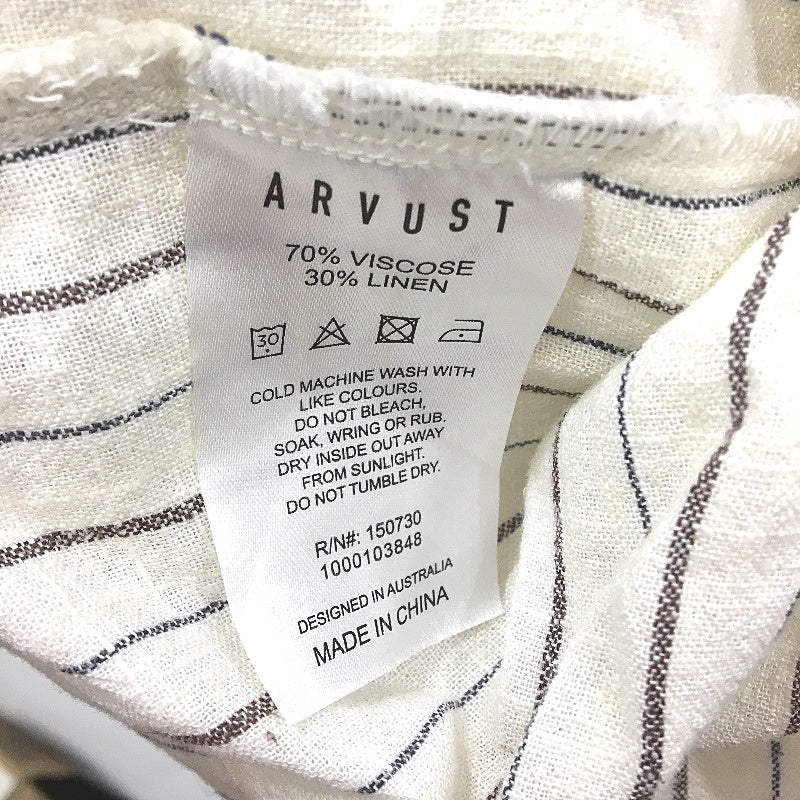 ARVUST
70% VISCOSE
30% LINEN
30
COLD MACHINE WASH WITH
LIKE COLOURS.
DO NOT BLEACH,
SOAK, WRING OR RUB.
DRY INSIDE OUT AWAY
FROM SUNLIGHT.
DO NOT TUMBLE DRY.
R/N#: 150730
1000103848
DESIGNED IN AUSTRALIA
MADE IN CHINA